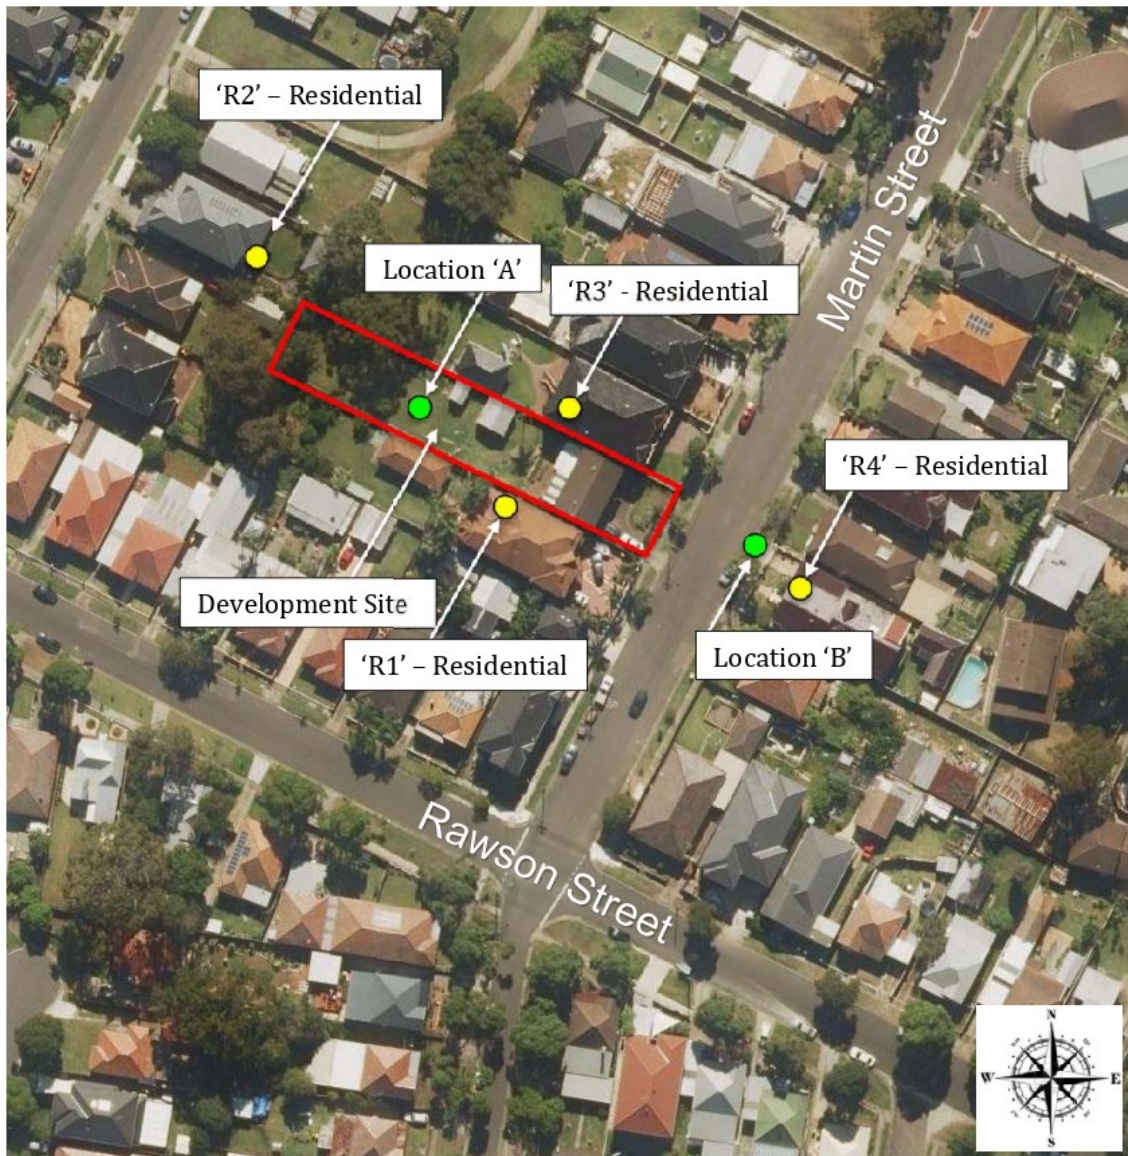 ‘R2’ – Residential
Location ‘A’
‘R3’ - Residential
Martin Street
‘R4’ – Residential
Development Site
‘R1’ – Residential
Location ‘B’
Rawson Street
N
W E
S